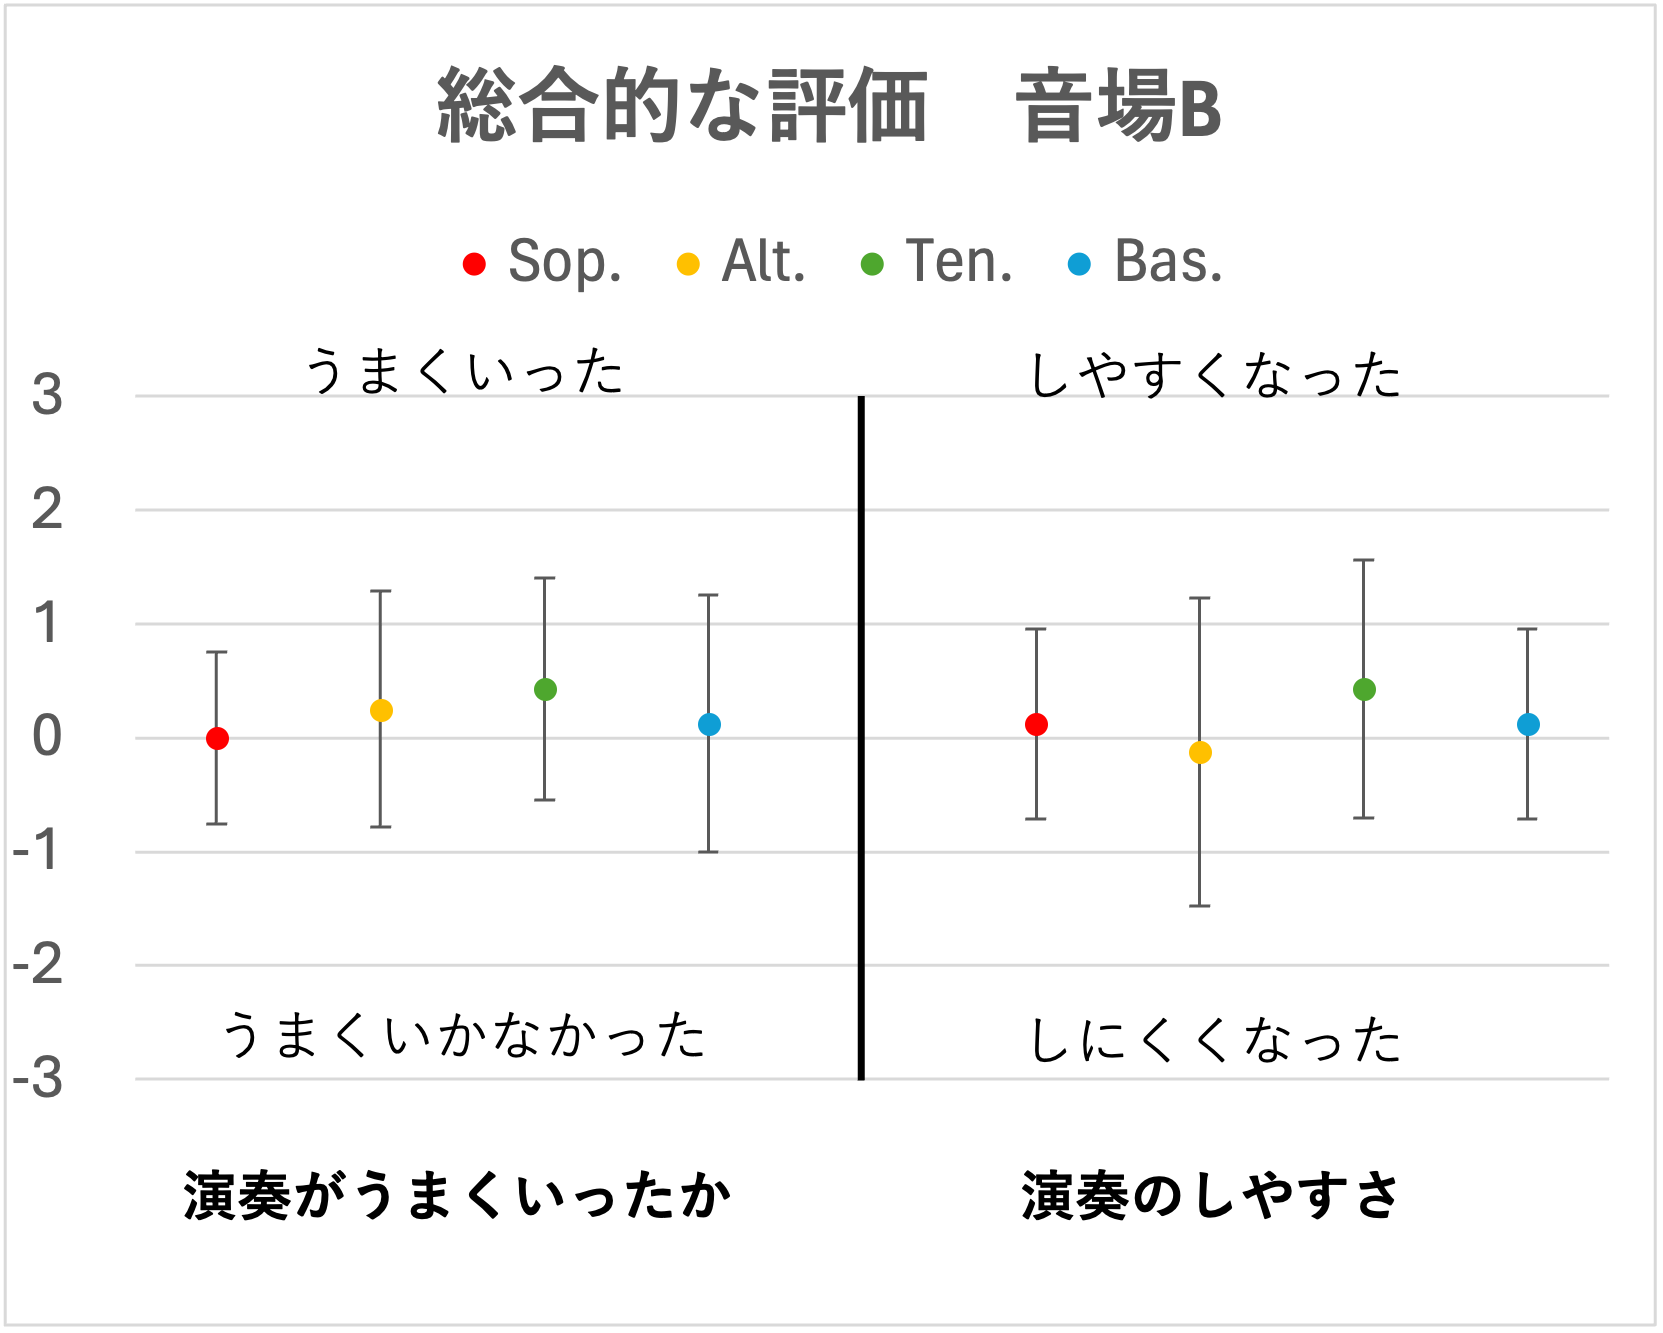 総合的な評価　音場B
Sop. Alt. Ten. Bas.
うまくいった しやすくなった
3
2
1
0
-1
-2
うまくいかなかった しにくくなった
-3
演奏がうまくいったか 演奏のしやすさ